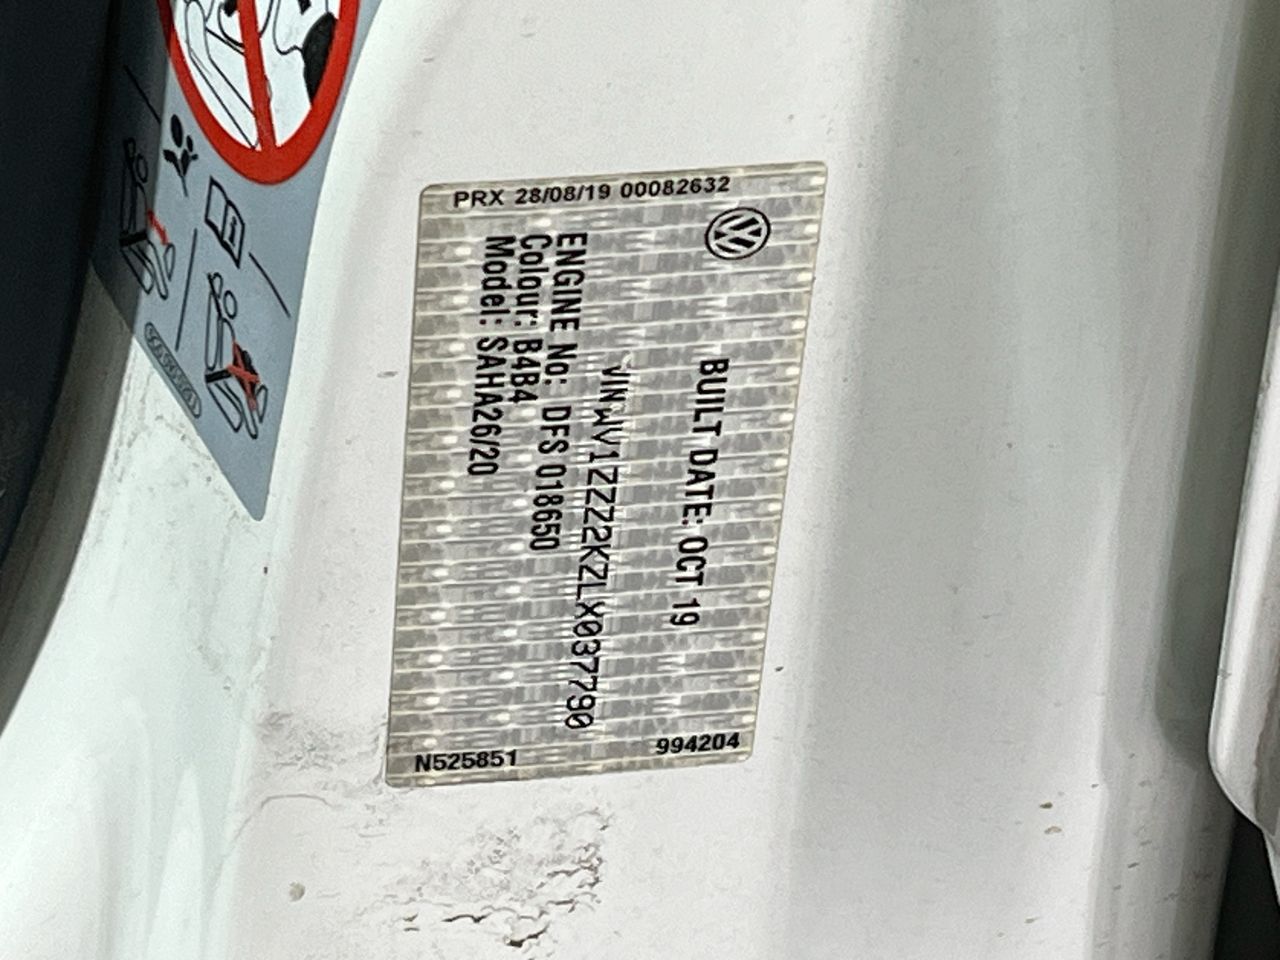 PRX 28/08/19 00082632
BUILT DATE: OCT 19
VIN WV1ZZZ2KZLX037790
ENGINE No: DFS 018650
Colour: B4B4
Model: SAHA26/20
994204
N525851